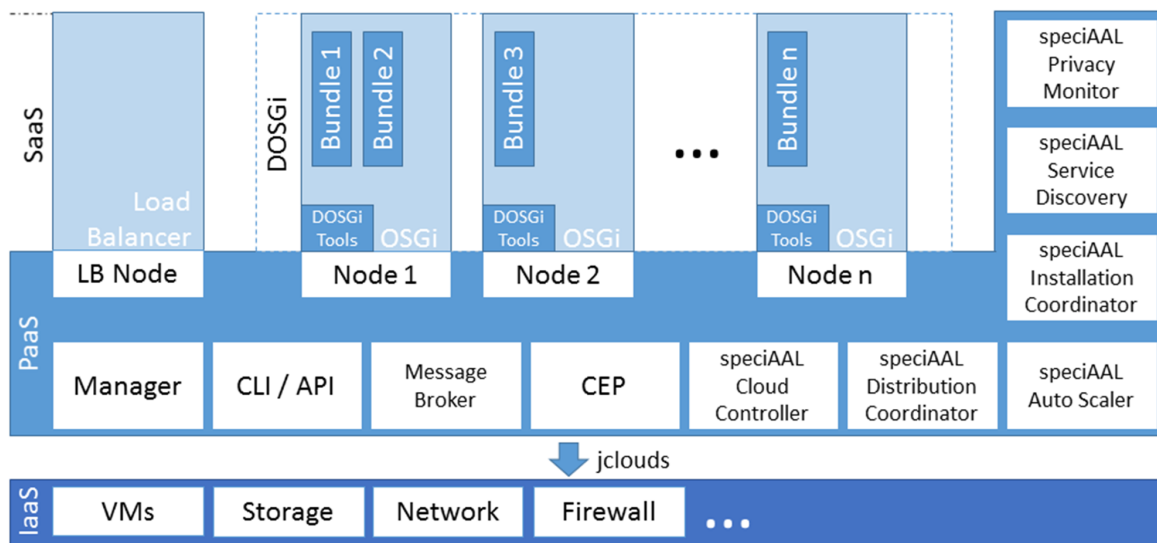 SaaS
Load
Balancer
LB Node
DOSGi
Bundle 1
Bundle 2
DOSGi
Tools
OSGi
Node 1
Bundle 3
DOSGi
Tools
OSGi
Node 2
...
Bundle n
DOSGi
Tools
OSGi
Node n
speciAAL
Privacy
Monitor
speciAAL
Service
Discovery
speciAAL
Installation
Coordinator
PaaS
Manager
CLI / API
Message
Broker
CEP
speciAAL
Cloud
Controller
speciAAL
Distribution
Coordinator
speciAAL
Auto Scaler
jclouds
IaaS
VMs
Storage
Network
Firewall
...